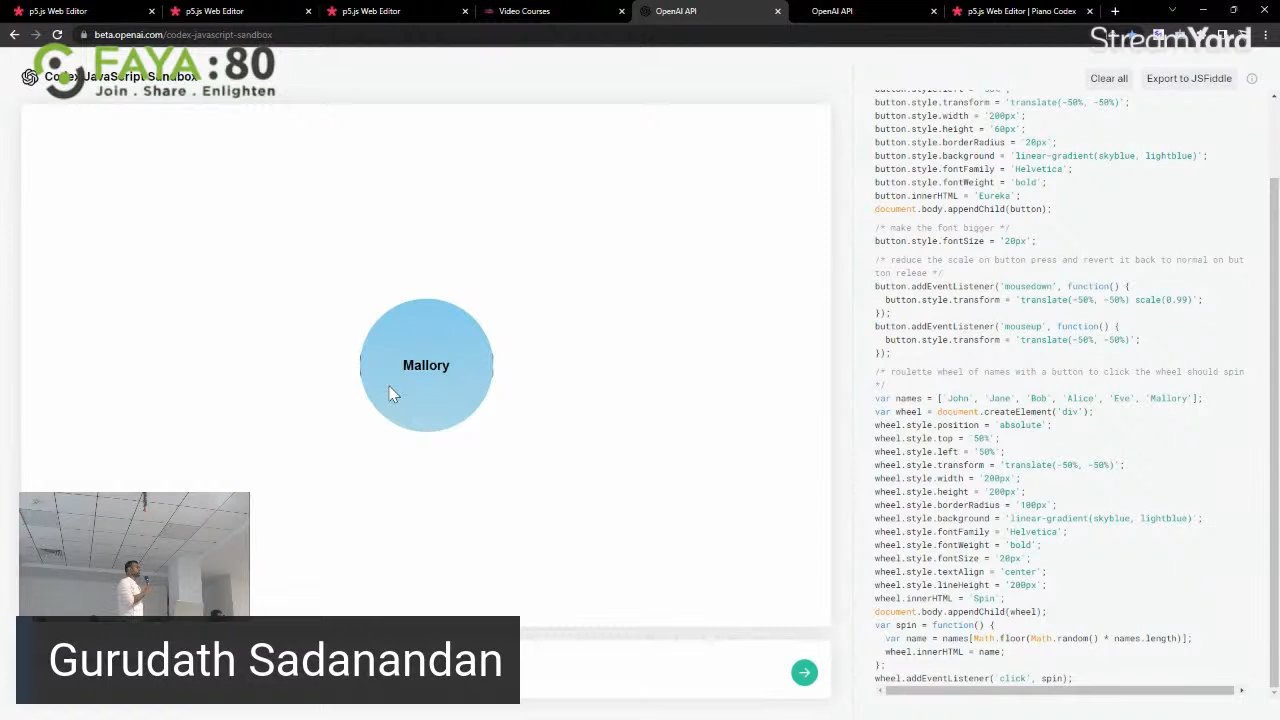 p5.js Web Editor
p5.js Web Editor
p5.js Web Editor
Video Courses
OpenAI API
OpenAI API
p5.js Web Editor | Piano Codex
beta.openai.com/codex-javascript-sandbox
StreamYard
FAYA:80
Join . Share . Enlighten
Codex JavaScript Sandbox
Clear all
Export to JSFiddle
button.style.left = '50%';
button.style.transform = 'translate(-50%, -50%)';
button.style.width = '200px';
button.style.height = '60px';
button.style.borderRadius = '20px';
button.style.background = 'linear-gradient(skyblue, lightblue)';
button.style.fontFamily = 'Helvetica';
button.style.fontWeight = 'bold';
button.innerHTML = 'Eureka';
document.body.appendChild(button);
/* make the font bigger */
button.style.fontSize = '20px';
/* reduce the scale on button press and revert it back to normal on but
ton releae */
button.addEventListener('mousedown', function() {
button.style.transform = 'translate(-50%, -50%) scale(0.99)';
});
button.addEventListener('mouseup', function() {
button.style.transform = 'translate(-50%, -50%)';
});
/* roulette wheel of names with a button to click the wheel should spin
*/
var names = ['John', 'Jane', 'Bob', 'Alice', 'Eve', 'Mallory'];
var wheel = document.createElement('div');
wheel.style.position = 'absolute';
wheel.style.top = '50%';
wheel.style.left = '50%';
wheel.style.transform = 'translate(-50%, -50%)';
wheel.style.width = '200px';
wheel.style.height = '200px';
wheel.style.borderRadius = '100px';
wheel.style.background = 'linear-gradient(skyblue, lightblue)';
wheel.style.fontFamily = 'Helvetica';
wheel.style.fontWeight = 'bold';
wheel.style.fontSize = '20px';
wheel.style.textAlign = 'center';
wheel.style.lineHeight = '200px';
wheel.innerHTML = 'Spin';
document.body.appendChild(wheel);
var spin = function() {
var name = names[Math.floor(Math.random() * names.length)];
wheel.innerHTML = name;
};
wheel.addEventListener('click', spin);
Mallory
Gurudath Sadanandan